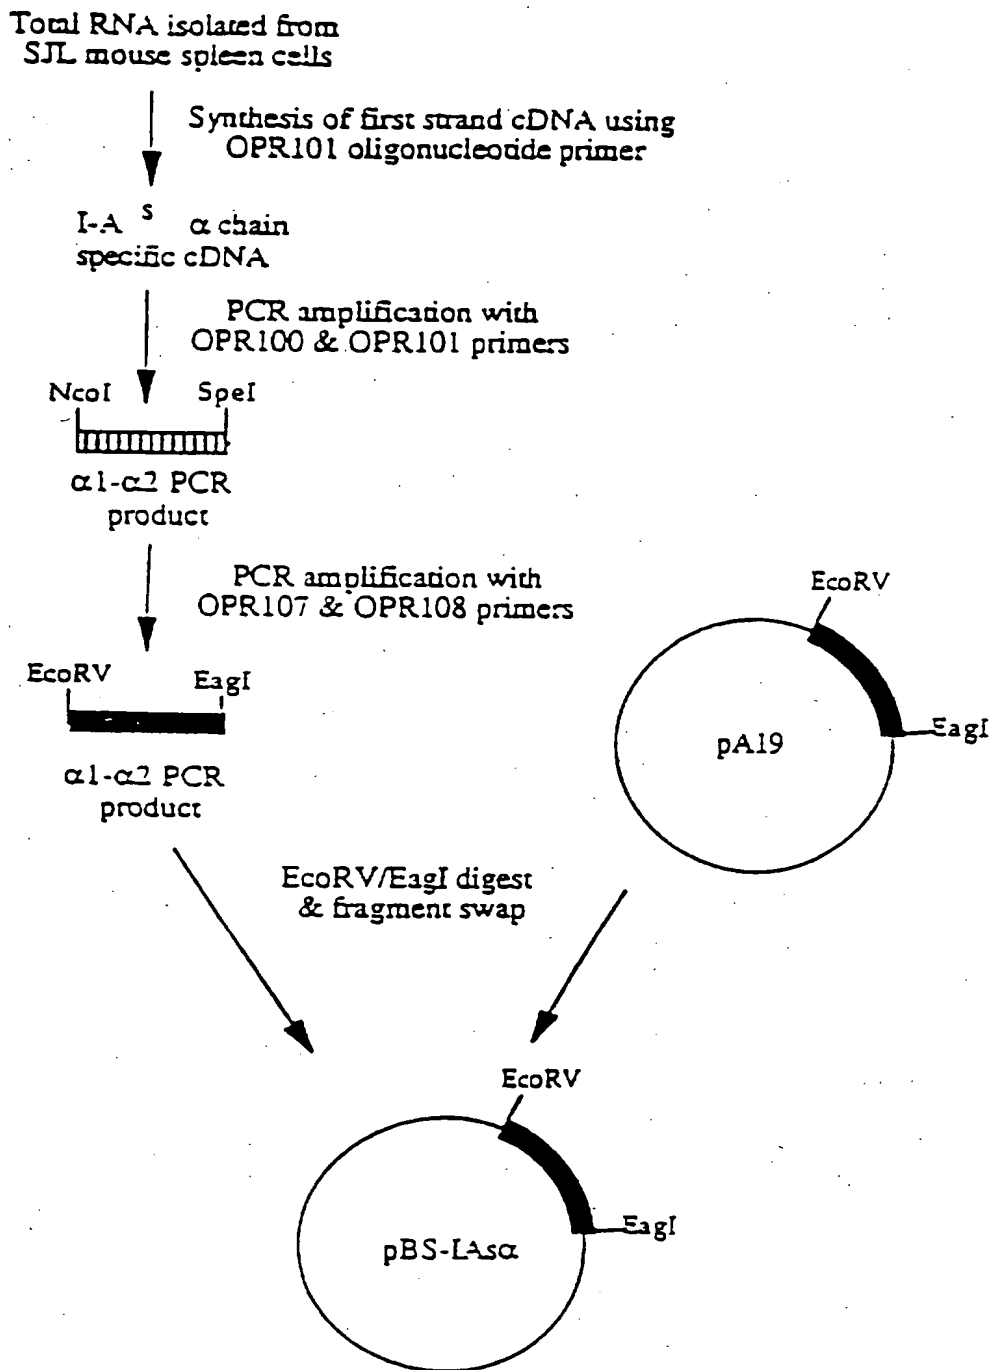 Total RNA isolated from
SJL mouse spleen cells
Synthesis of first strand cDNA using
OPR101 oligonucleotide primer
I-A s α chain
specific cDNA
PCR amplification with
OPR100 & OPR101 primers
NcoI SpeI
α1-α2 PCR
product
PCR amplification with
OPR107 & OPR108 primers
EcoRV
EcoRV EagI
EagI
pA19
α1-α2 PCR
product
EcoRV/EagI digest
& fragment swap
EcoRV
EagI
pBS-IAsα